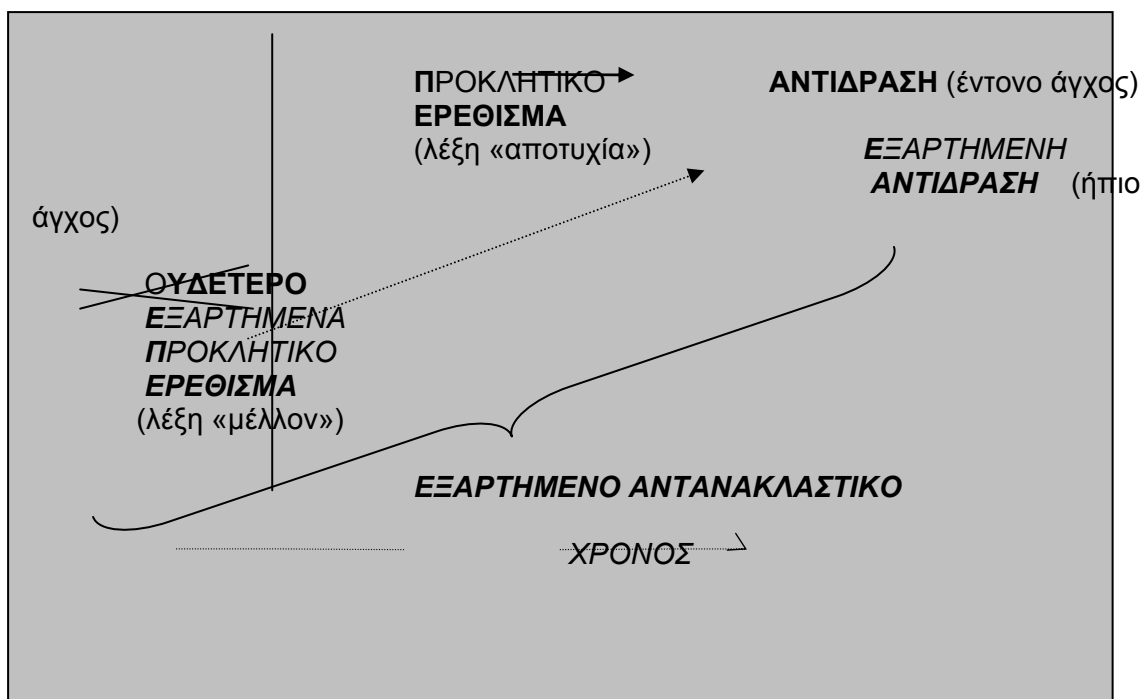 ΠΡΟΚΛΗΤΙΚΟ ΑΝΤΙΔΡΑΣΗ (έντονο άγχος)
ΕΡΕΘΙΣΜΑ
(λέξη «αποτυχία») ΕΞΑΡΤΗΜΕΝΗ
ΑΝΤΙΔΡΑΣΗ (ήπιο
άγχος)
ΟΥΔΕΤΕΡΟ
ΕΞΑΡΤΗΜΕΝΑ
ΠΡΟΚΛΗΤΙΚΟ
ΕΡΕΘΙΣΜΑ
(λέξη «μέλλον»)
ΕΞΑΡΤΗΜΕΝΟ ΑΝΤΑΝΑΚΛΑΣΤΙΚΟ
ΧΡΟΝΟΣ